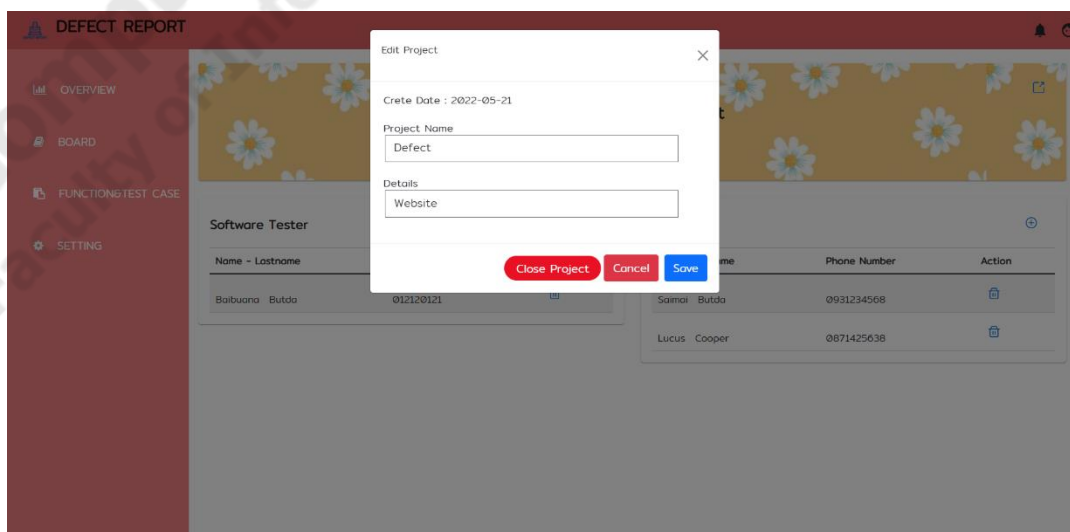 DEFECT REPORT
OVERVIEW
BOARD
FUNCTION&TEST CASE
SETTING
Edit Project
Crete Date : 2022-05-21
Project Name
Defect
Details
Website
Close Project Cancel Save
Software Tester
Name - Lastname
Baibuana Butda 012120121
Phone Number Action
Saimai Butda 0931234568
Lucus Cooper 0871425638